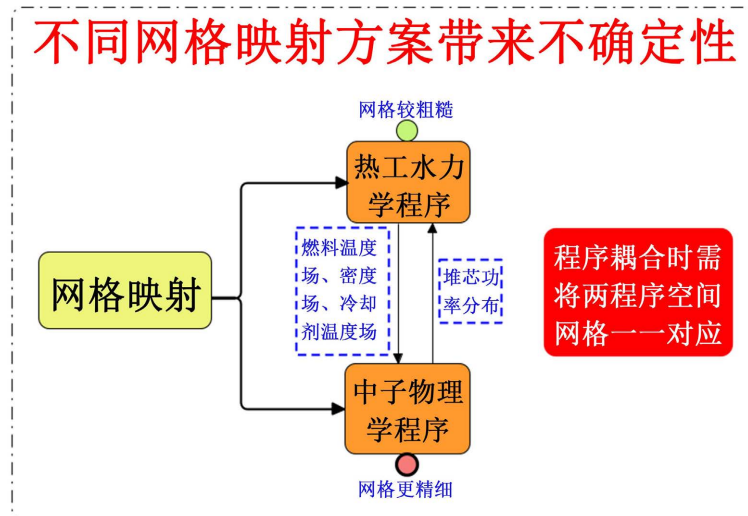 不同网格映射方案带来不确定性
网格较粗糙
热工水力
学程序
燃料温度
场、密度
场、冷却
剂温度场
堆芯功
率分布
网格映射
程序耦合时需
将两程序空间
网格一一对应
中子物理
学程序
网格更精细